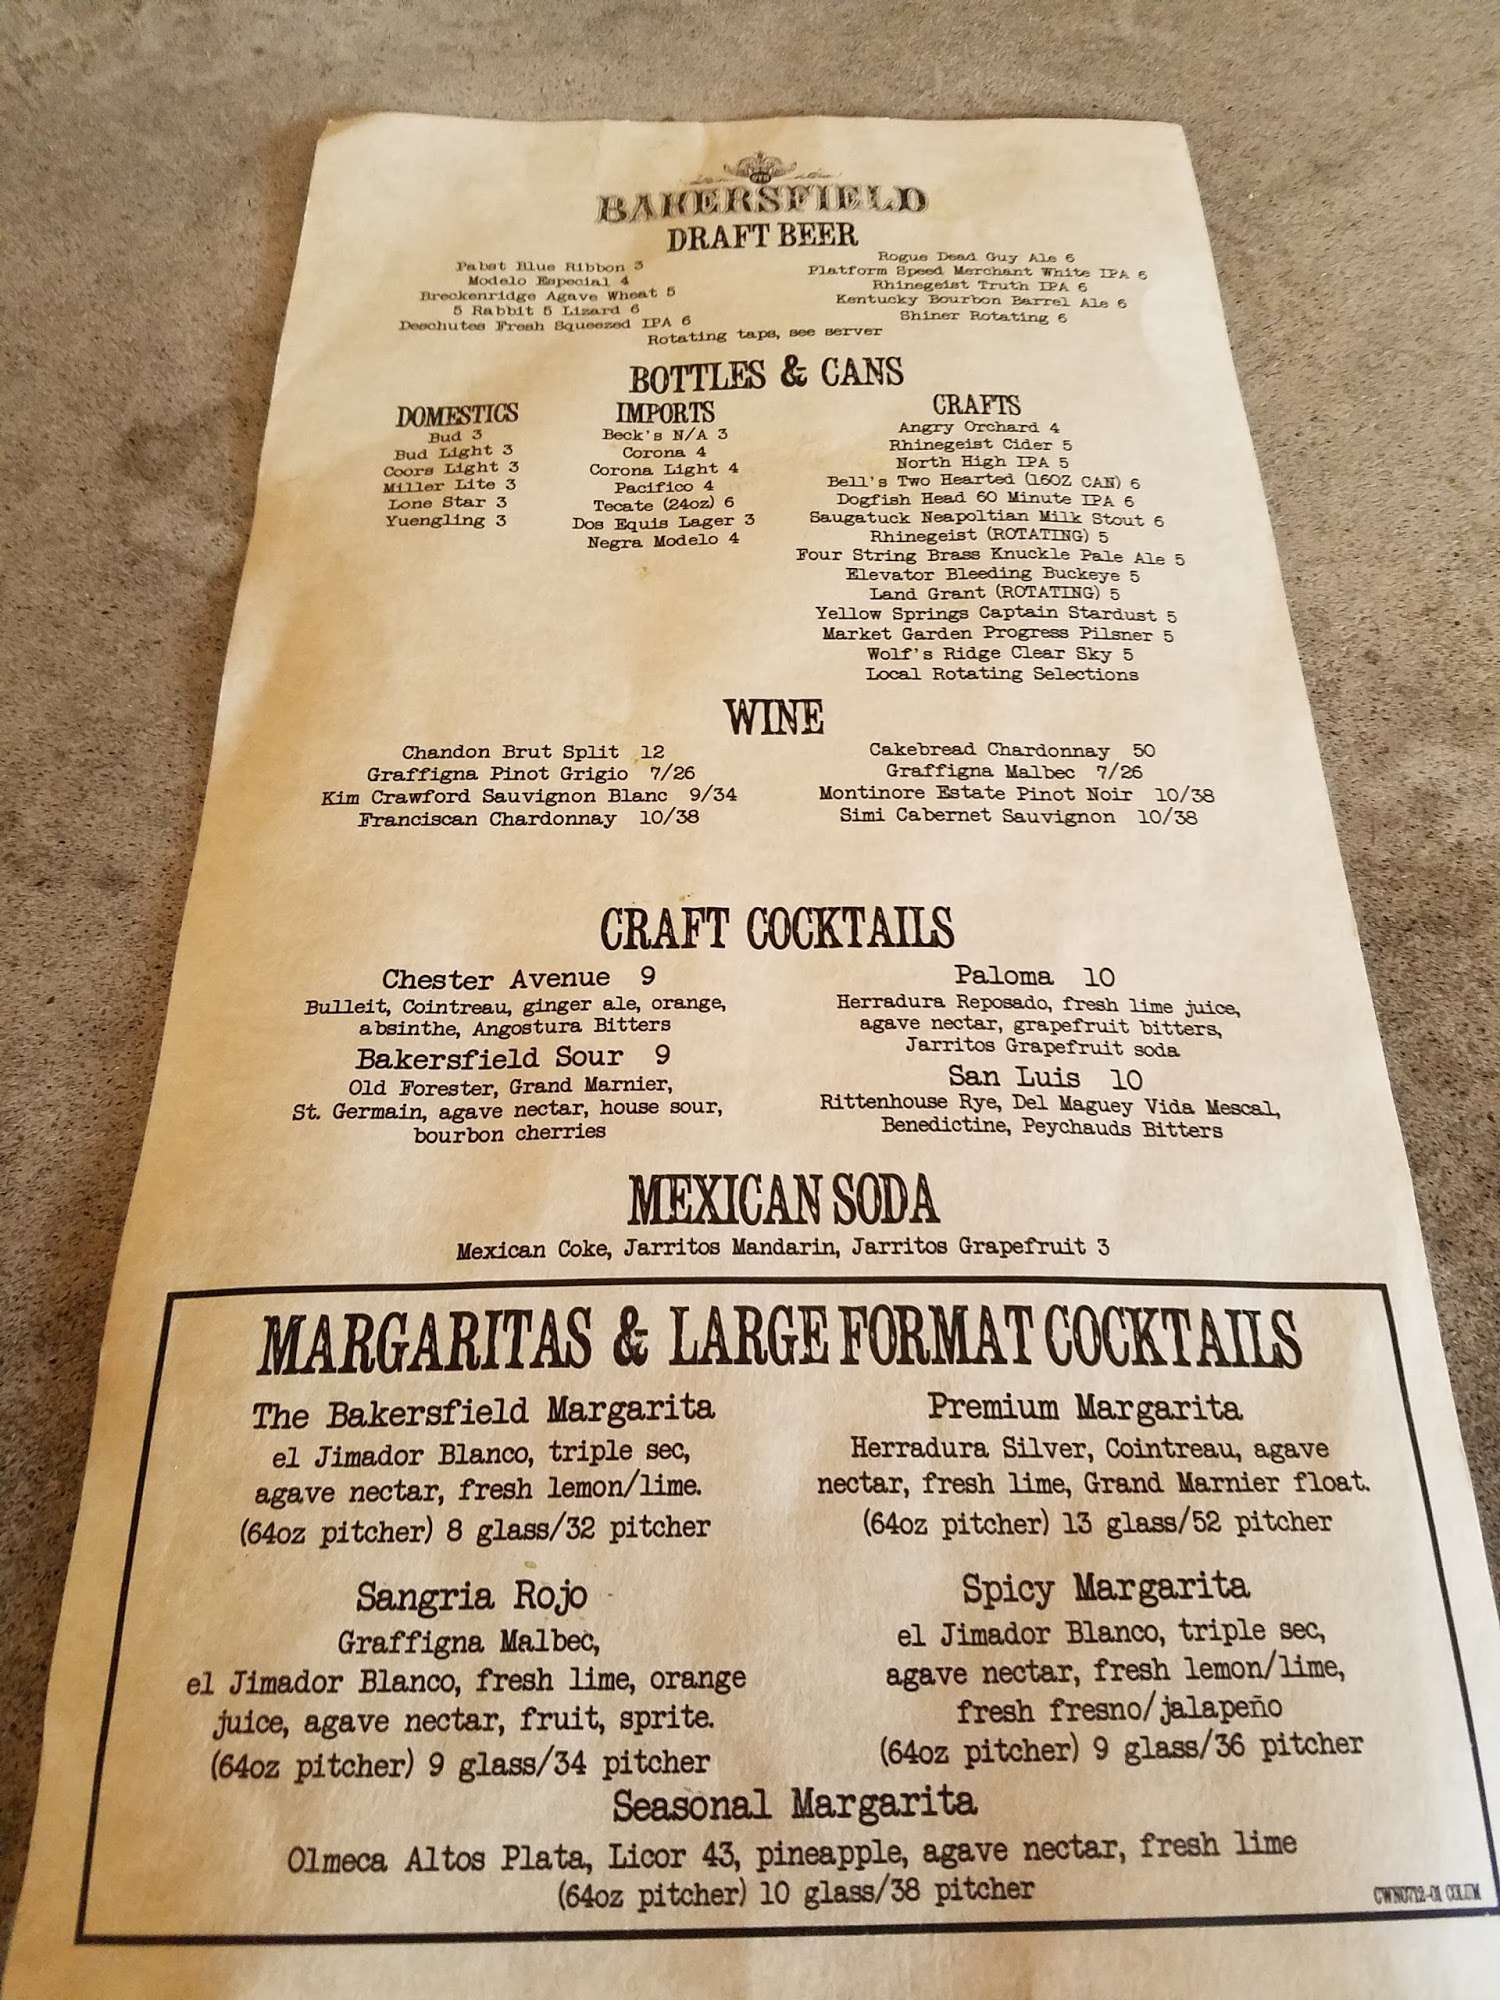 BAKERSFIELD
DRAFT BEER
Pabst Blue Ribbon 3
Modelo Especial 4
Breckenridge Agave Wheat 5
5 Rabbit 5 Lizard 6
Deschutes Fresh Squeezed IPA 6
Rogue Dead Guy Ale 6
Platform Speed Merchant White IPA 6
Rhinegeist Truth IPA 6
Kentucky Bourbon Barrel Ale 6
Shiner Rotating 6
Rotating taps, see server
BOTTLES & CANS
DOMESTICS
Bud 3
Bud Light 3
Coors Light 3
Miller Lite 3
Lone Star 3
Yuengling 3
IMPORTS
Beck's N/A 3
Corona 4
Corona Light 4
Pacifico 4
Tecate (24oz) 6
Dos Equis Lager 3
Negra Modelo 4
CRAFTS
Angry Orchard 4
Rhinegeist Cider 5
North High IPA 5
Bell's Two Hearted (16OZ CAN) 6
Dogfish Head 60 Minute IPA 6
Saugatuck Neapoltian Milk Stout 6
Rhinegeist (ROTATING) 5
Four String Brass Knuckle Pale Ale 5
Elevator Bleeding Buckeye 5
Land Grant (ROTATING) 5
Yellow Springs Captain Stardust 5
Market Garden Progress Pilsner 5
Wolf's Ridge Clear Sky 5
Local Rotating Selections
WINE
Chandon Brut Split 12
Graffigna Pinot Grigio 7/26
Kim Crawford Sauvignon Blanc 9/34
Franciscan Chardonnay 10/38
Cakebread Chardonnay 50
Graffigna Malbec 7/26
Montinore Estate Pinot Noir 10/38
Simi Cabernet Sauvignon 10/38
CRAFT COCKTAILS
Chester Avenue 9
Bulleit, Cointreau, ginger ale, orange,
absinthe, Angostura Bitters
Bakersfield Sour 9
Old Forester, Grand Marnier,
St. Germain, agave nectar, house sour,
bourbon cherries
Paloma 10
Herradura Reposado, fresh lime juice,
agave nectar, grapefruit bitters,
Jarritos Grapefruit soda
San Luis 10
Rittenhouse Rye, Del Maguey Vida Mescal,
Benedictine, Peychauds Bitters
MEXICAN SODA
Mexican Coke, Jarritos Mandarin, Jarritos Grapefruit 3
MARGARITAS & LARGE FORMAT COCKTAILS
The Bakersfield Margarita
el Jimador Blanco, triple sec,
agave nectar, fresh lemon/lime.
(64oz pitcher) 8 glass/32 pitcher
Premium Margarita
Herradura Silver, Cointreau, agave
nectar, fresh lime, Grand Marnier float.
(64oz pitcher) 13 glass/52 pitcher
Sangria Rojo
Graffigna Malbec,
el Jimador Blanco, fresh lime, orange
juice, agave nectar, fruit, sprite.
(64oz pitcher) 9 glass/34 pitcher
Spicy Margarita
el Jimador Blanco, triple sec,
agave nectar, fresh lemon/lime,
fresh fresno/jalapeño
(64oz pitcher) 9 glass/36 pitcher
Seasonal Margarita
Olmeca Altos Plata, Licor 43, pineapple, agave nectar, fresh lime
(64oz pitcher) 10 glass/38 pitcher